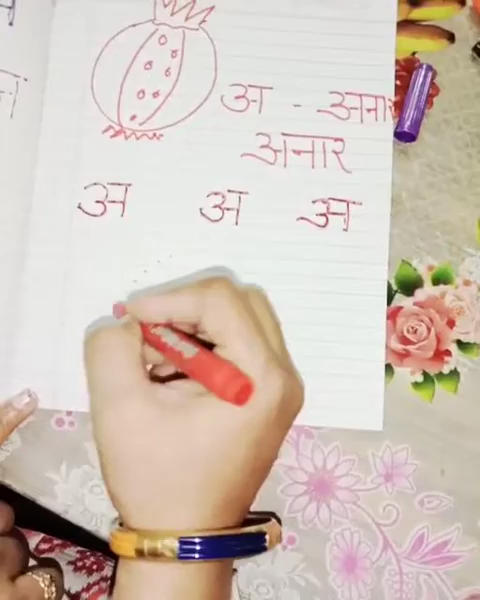 अ - अनार
अनार
अ अ अ